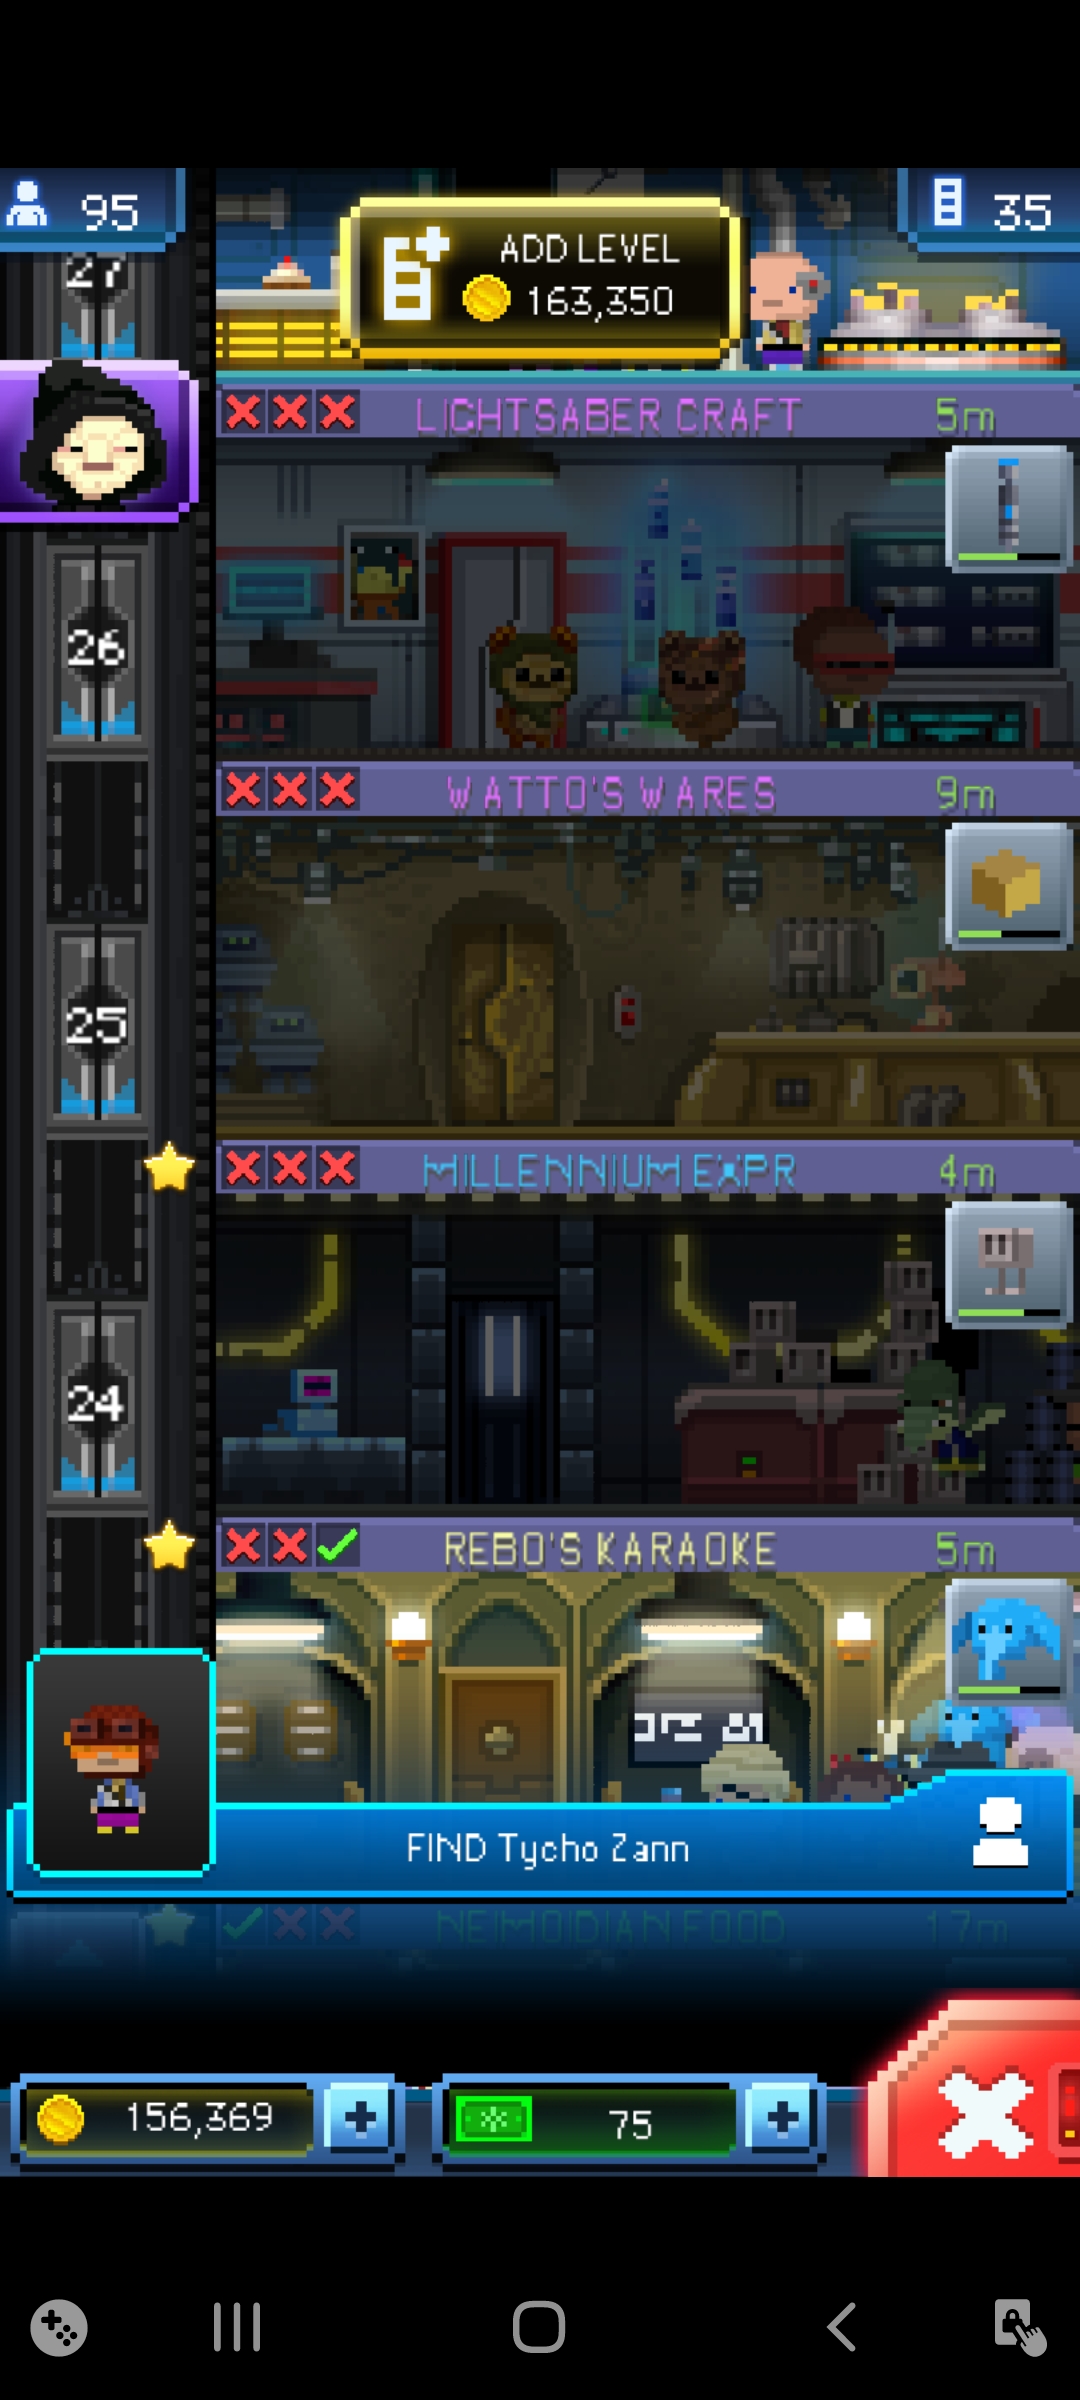 95
ADD LEVEL
163,350
35
27
LIGHTSABER CRAFT
5m
26
WATTO'S WARES
9m
25
MILLENNIUM EXPR
4m
24
REBO'S KARAOKE
5m
FIND Tycho Zann
NEIMOIDIAN FOOD
17m
156,369
75